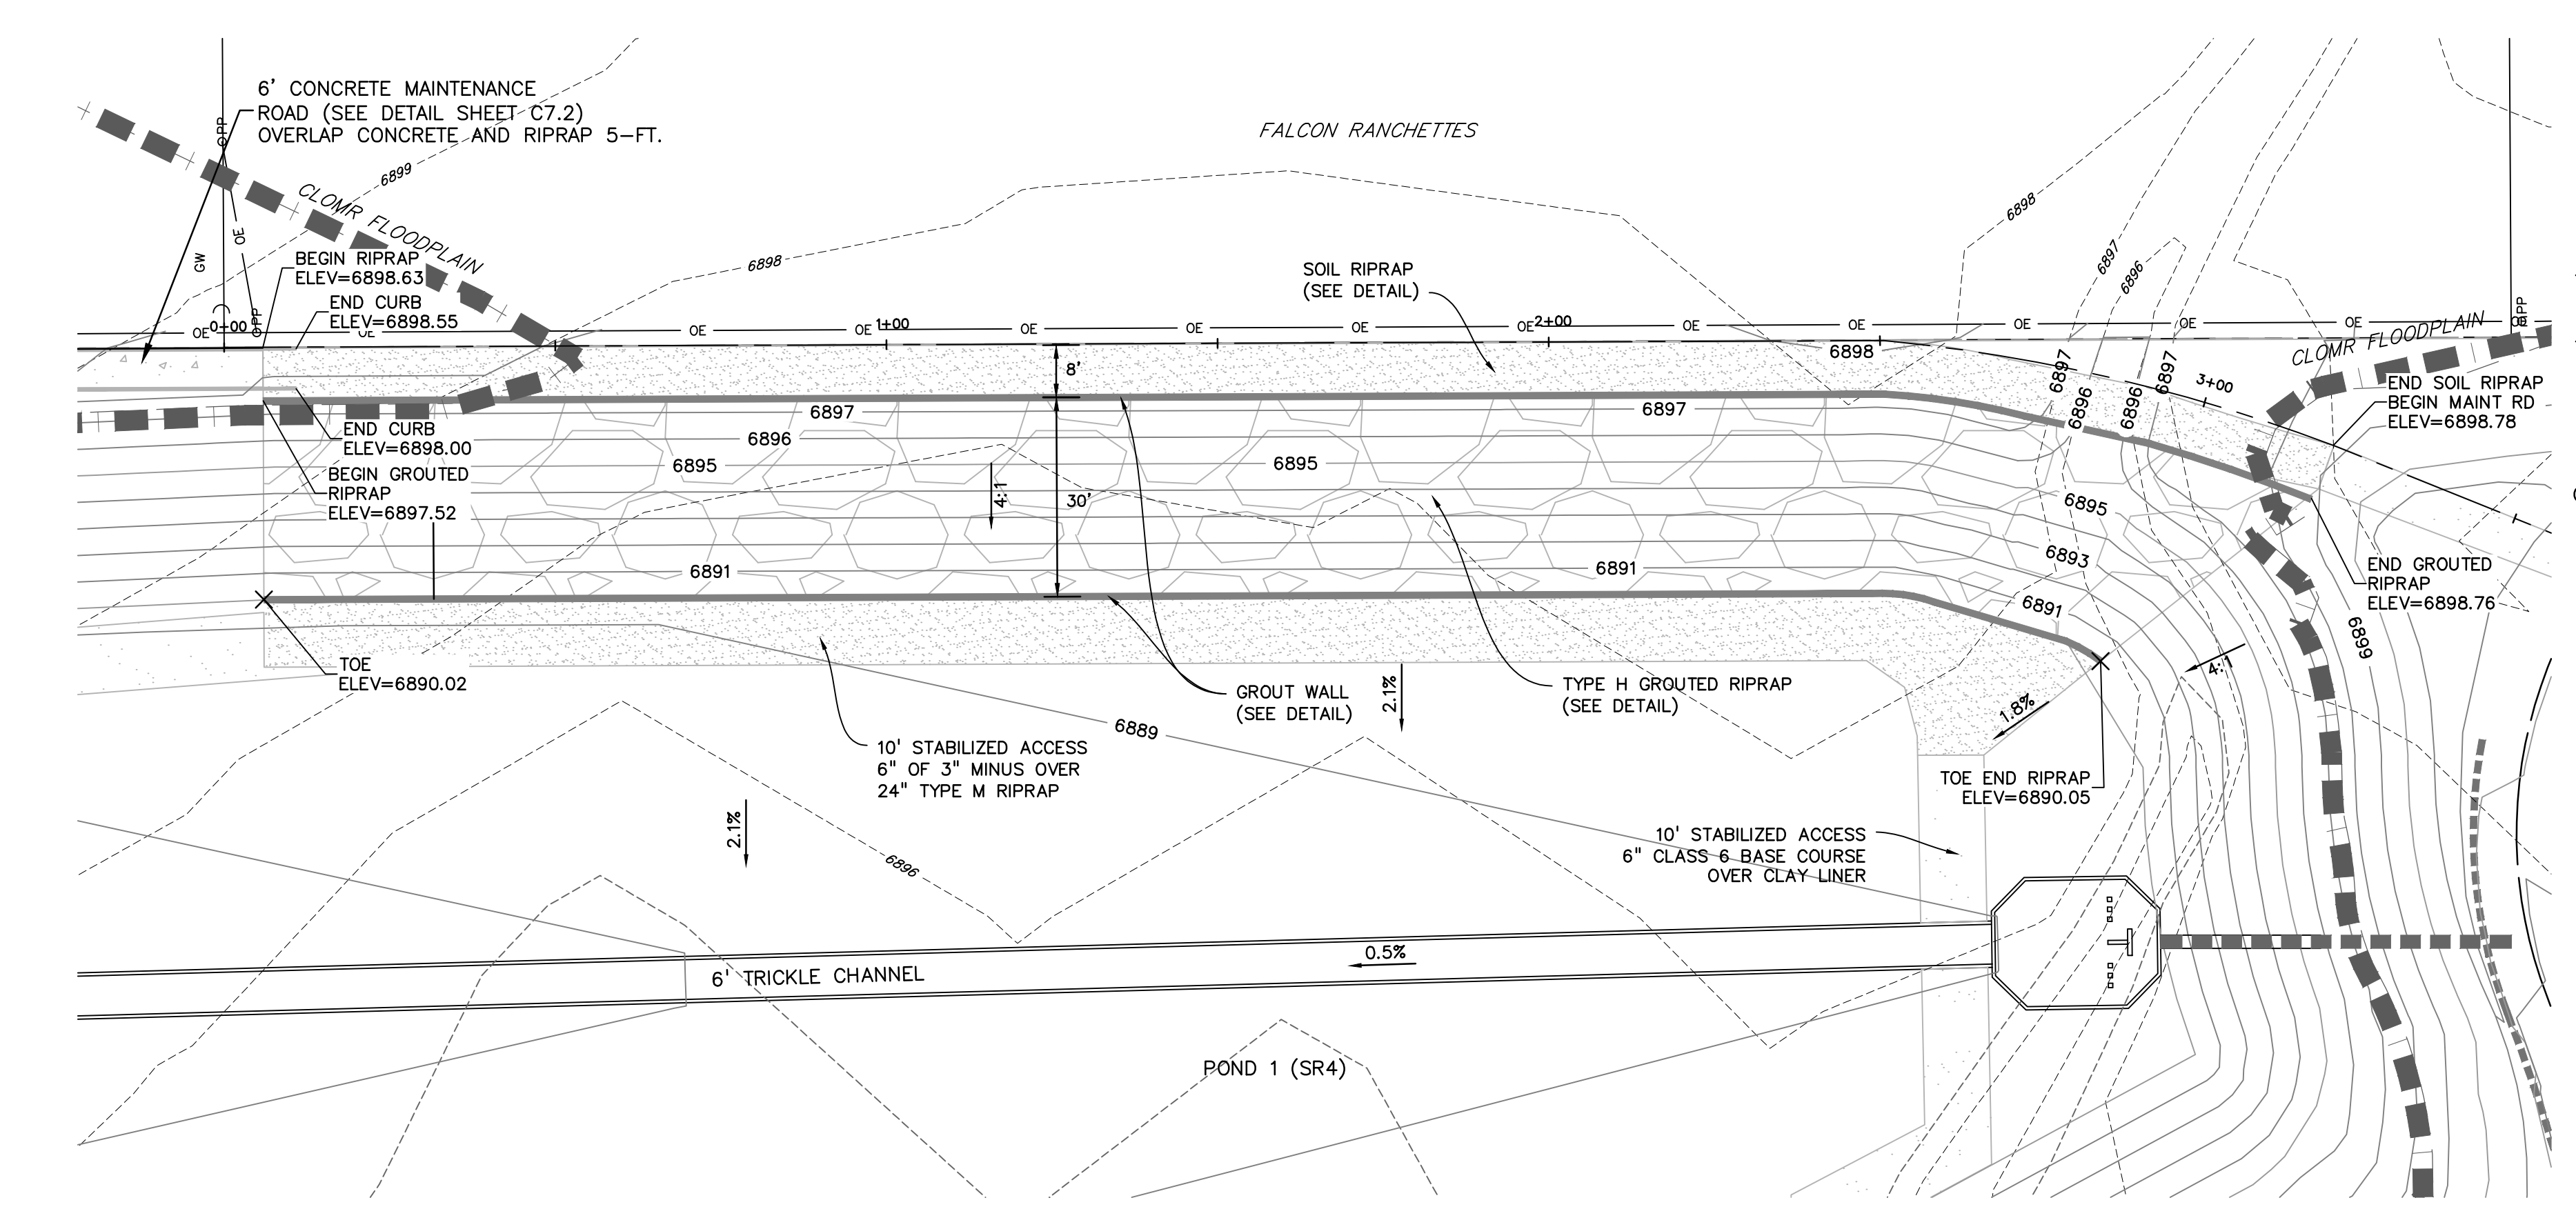 6' CONCRETE MAINTENANCE
ROAD (SEE DETAIL SHEET C7.2)
OVERLAP CONCRETE AND RIPRAP 5-FT.
FALCON RANCHETTES
OPP
6899
CLOMR FLOODPLAIN
OE
GW
6898
6898
6897
6896
BEGIN RIPRAP
ELEV=6898.63
END CURB
ELEV=6898.55
SOIL RIPRAP
(SEE DETAIL)
OPP
OPP
OE
0+00
OE
OE
OE
1+00
OE
OE
OE
OE
2+00
OE
OE
OE
OE
OE
OE
CLOMR FLOODPLAIN
6898
8'
6897
6896
6896
6897
3+00
END SOIL RIPRAP
BEGIN MAINT RD
ELEV=6898.78
6897
6897
END CURB
ELEV=6898.00
6896
6895
6895
BEGIN GROUTED
RIPRAP
ELEV=6897.52
4:1
30'
6895
6893
6891
6891
6891
END GROUTED
RIPRAP
ELEV=6898.76
6899
4:1
TOE
ELEV=6890.02
GROUT WALL
(SEE DETAIL)
2.1%
TYPE H GROUTED RIPRAP
(SEE DETAIL)
1.8%
6889
10' STABILIZED ACCESS
6" OF 3" MINUS OVER
24" TYPE M RIPRAP
TOE END RIPRAP
ELEV=6890.05
2.1%
6896
10' STABILIZED ACCESS
6" CLASS 6 BASE COURSE
OVER CLAY LINER
0.5%
6' TRICKLE CHANNEL
POND 1 (SR4)